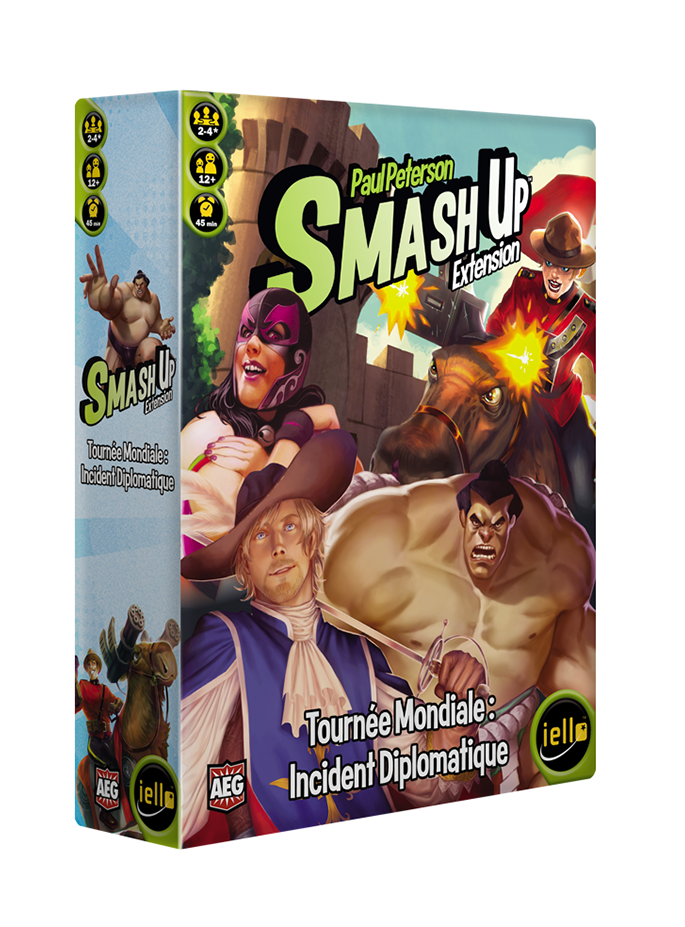 2-4*
12+
45 min
Smash Up
Extension
Tournée Mondiale :
Incident Diplomatique
AEG
iello
2-4*
12+
45 min
Paul Peterson
Smash Up™
Extension
Tournée Mondiale :
Incident Diplomatique
AEG
iello